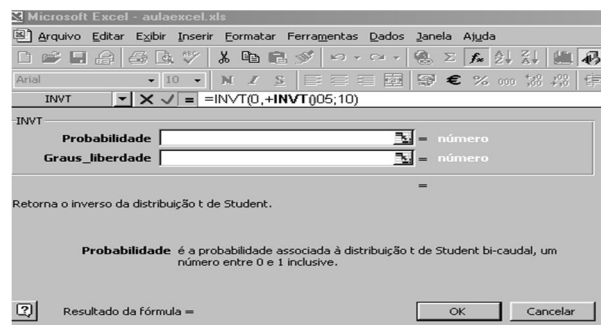 Microsoft Excel - aulaexcel.xls
Arquivo Editar Exibir Inserir Formatar Ferramentas Dados Janela Ajuda
Arial 10 N I S € % 000
INVT = =INVT(0,+INVT()05;10)
INVT
Probabilidade = número
Graus_liberdade = número
=
Retorna o inverso da distribuição t de Student.
Probabilidade é a probabilidade associada à distribuição t de Student bi-caudal, um
número entre 0 e 1 inclusive.
Resultado da fórmula =
OK Cancelar